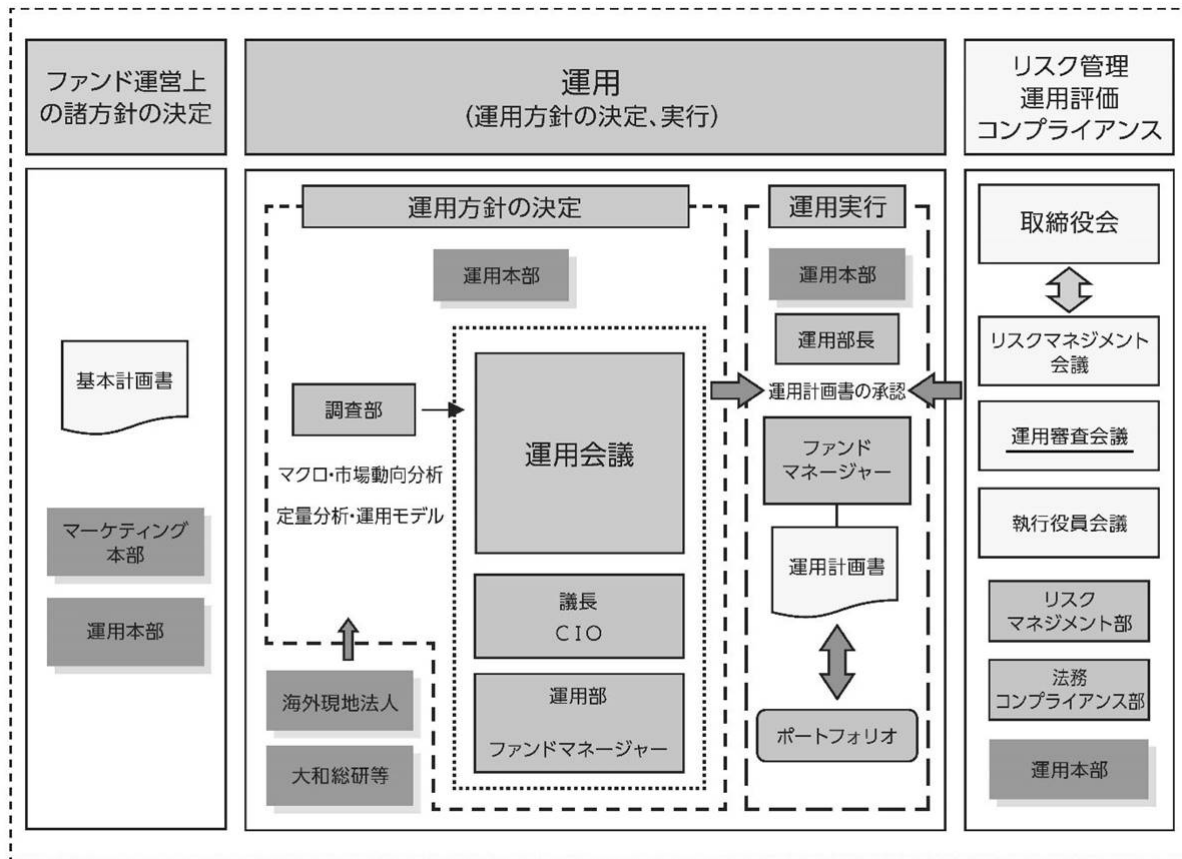 ファンド運営上
の諸方針の決定
運用
(運用方針の決定、実行)
リスク管理
運用評価
コンプライアンス
基本計画書
マーケティング
本部
運用本部
運用方針の決定
運用本部
調査部
マクロ・市場動向分析
定量分析・運用モデル
運用会議
議長
CIO
運用部
ファンドマネージャー
海外現地法人
大和総研等
運用実行
運用本部
運用部長
運用計画書の承認
ファンド
マネージャー
運用計画書
ポートフォリオ
取締役会
リスクマネジメント
会議
運用審査会議
執行役員会議
リスク
マネジメント部
法務
コンプライアンス部
運用本部